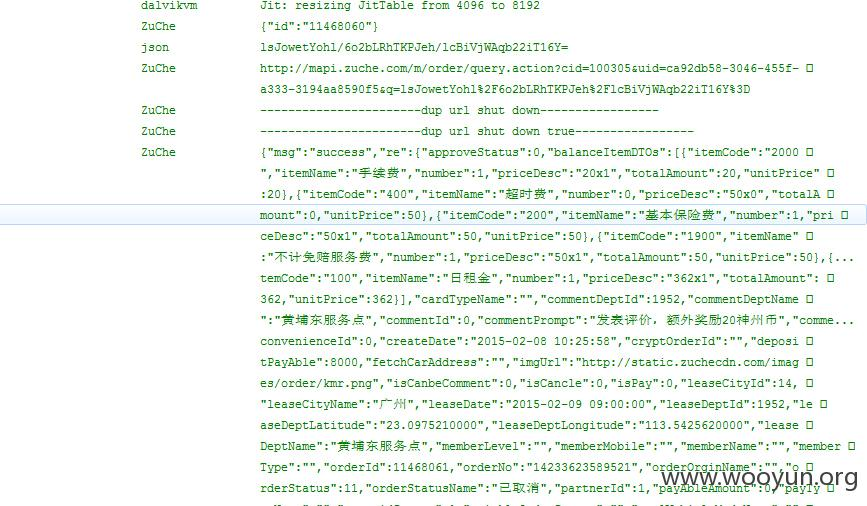 dalvikvm Jit: resizing JitTable from 4096 to 8192
ZuChe {"id":"11468060"}
json lsJowetYohl/6o2bLRhTKPJeh/lcBiVjWAqb22iT16Y=
ZuChe http://mapi.zuche.com/m/order/query.action?cid=100305&uid=ca92db58-3046-455f-
a333-3194aa8590f5&q=lsJowetYohl%2F6o2bLRhTKPJeh%2FlcBiVjWAqb22iT16Y%3D
ZuChe -----------------------dup url shut down-----------------
ZuChe -----------------------dup url shut down true-----------------
ZuChe {"msg":"success","re":{"approveStatus":0,"balanceItemDTOs":[{"itemCode":"2000
","itemName":"手续费","number":1,"priceDesc":"20x1","totalAmount":20,"unitPrice"
:20},{"itemCode":"400","itemName":"超时费","number":0,"priceDesc":"50x0","totalA
mount":0,"unitPrice":50},{"itemCode":"200","itemName":"基本保险费","number":1,"pri
ceDesc":"50x1","totalAmount":50,"unitPrice":50},{"itemCode":"1900","itemName"
:"不计免赔服务费","number":1,"priceDesc":"50x1","totalAmount":50,"unitPrice":50},{...
temCode":"100","itemName":"日租金","number":1,"priceDesc":"362x1","totalAmount":
362,"unitPrice":362}],"cardTypeName":"","commentDeptId":1952,"commentDeptName
":"黄埔东服务点","commentId":0,"commentPrompt":"发表评价，额外奖励20神州币","comme...
convenienceId":0,"createDate":"2015-02-08 10:25:58","cryptOrderId":"","deposi
tPayAble":8000,"fetchCarAddress":"","imgUrl":"http://static.zuchecdn.com/imag
es/order/kmr.png","isCanbeComment":0,"isCancle":0,"isPay":0,"leaseCityId":14,
"leaseCityName":"广州","leaseDate":"2015-02-09 09:00:00","leaseDeptId":1952,"le
aseDeptLatitude":"23.0975210000","leaseDeptLongitude":"113.5425620000","lease
DeptName":"黄埔东服务点","memberLevel":"","memberMobile":"","memberName":"","member
Type":"","orderId":11468061,"orderNo":"14233623589521","orderOrginName":"","o
rderStatus":11,"orderStatusName":"已取消","partnerId":1,"payAbleAmount":0,"payTy
www.wooyun.org